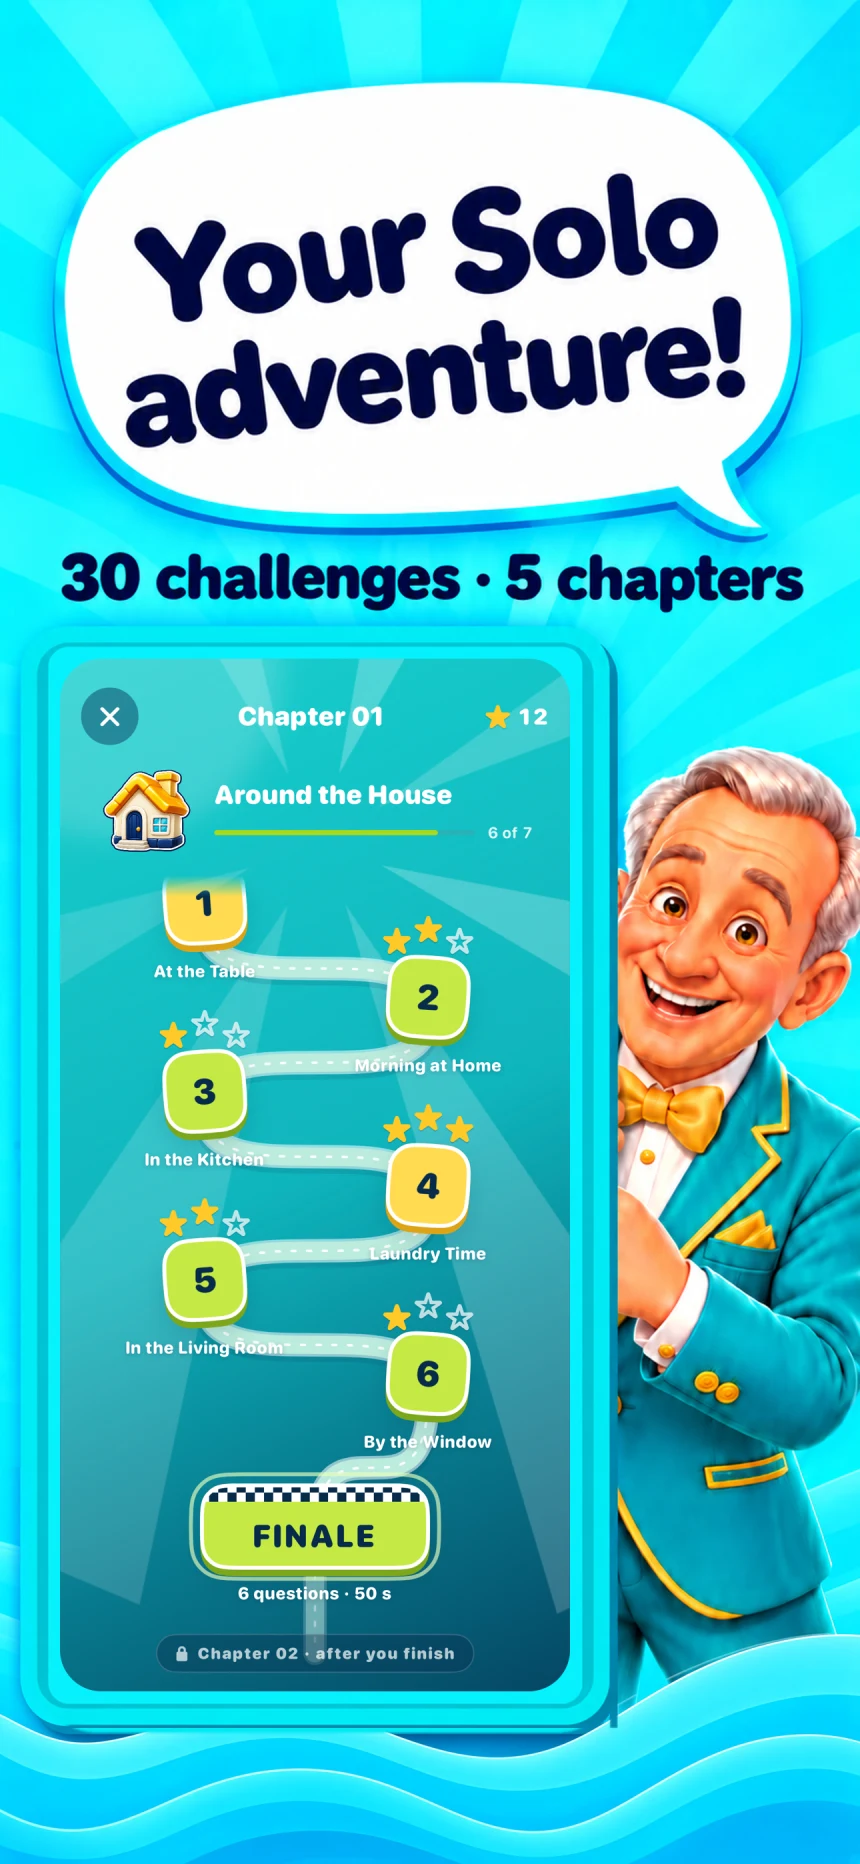 Your Solo
adventure!
30 challenges · 5 chapters
Chapter 01
12
Around the House
6 of 7
1
At the Table
2
Morning at Home
3
In the Kitchen
4
Laundry Time
5
In the Living Room
6
By the Window
FINALE
6 questions · 50 s
Chapter 02 · after you finish